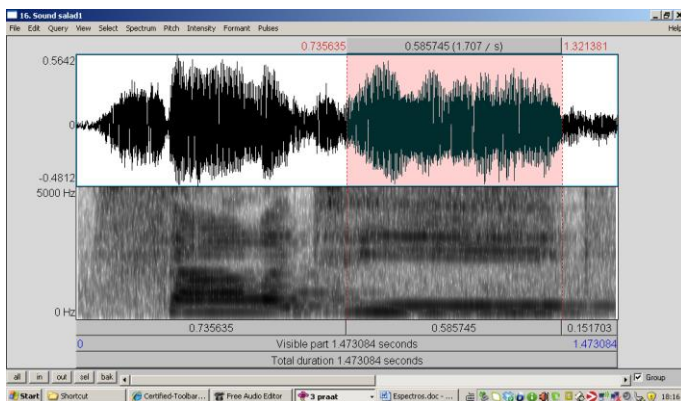 16. Sound salad1
File Edit Query View Select Spectrum Pitch Intensity Formant Pulses Help
0.735635 0.585745 (1.707 / s) 1.321381
0.5642
0
-0.4812
5000 Hz
0 Hz
0.735635 0.585745 0.151703
0 Visible part 1.473084 seconds 1.473084
Total duration 1.473084 seconds
all in out sel bak Group
Start Shortcut Certified-Toolbar... Free Audio Editor 3 praat Espectros.doc - ... 18:16